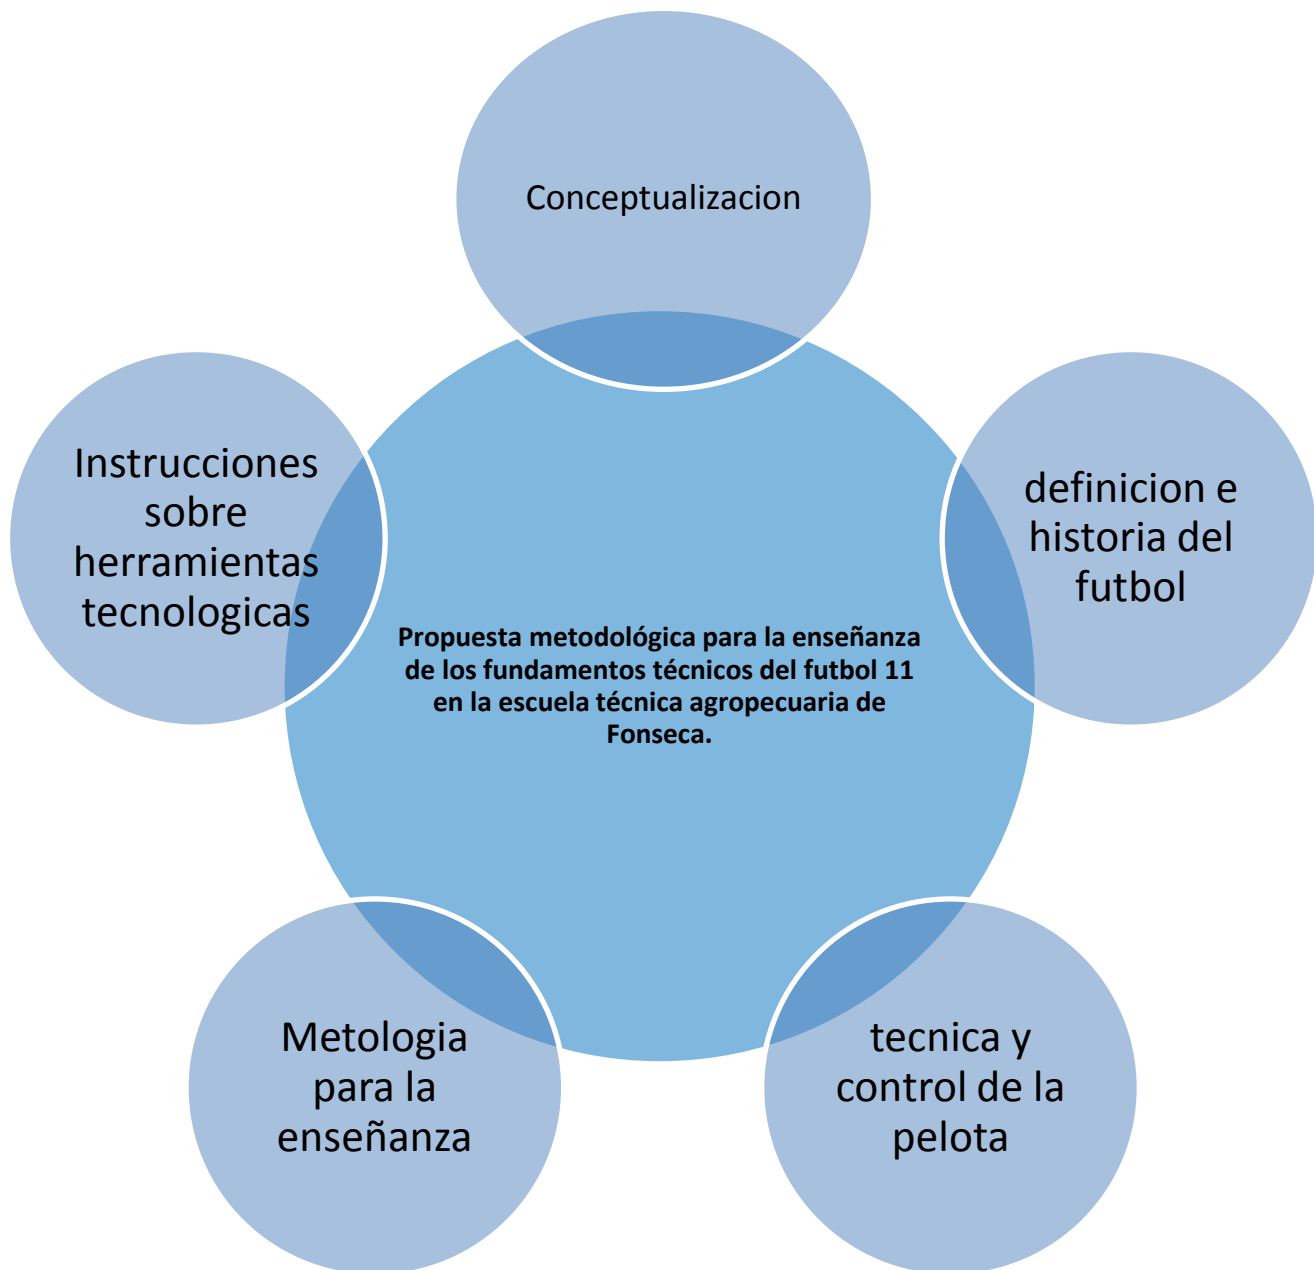 Conceptualizacion
Instrucciones
sobre
herramientas
tecnologicas
definicion e
historia del
futbol
Propuesta metodológica para la enseñanza
de los fundamentos técnicos del futbol 11
en la escuela técnica agropecuaria de
Fonseca.
Metologia
para la
enseñanza
tecnica y
control de la
pelota